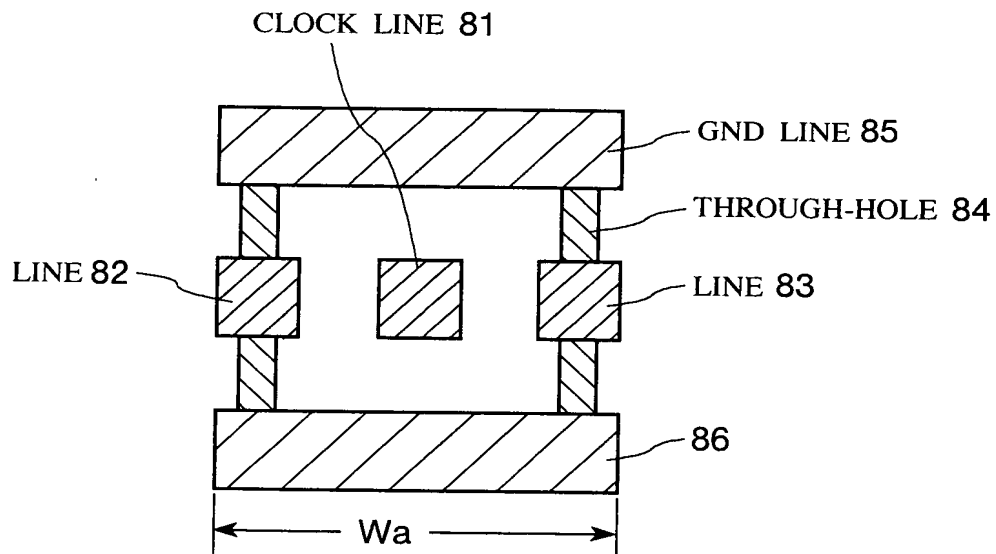 CLOCK LINE 81
GND LINE 85
THROUGH-HOLE 84
LINE 82
LINE 83
86
Wa